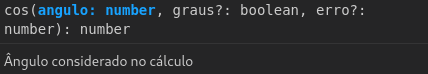 cos(angulo: number, graus?: boolean, erro?:
number): number
Ângulo considerado no cálculo